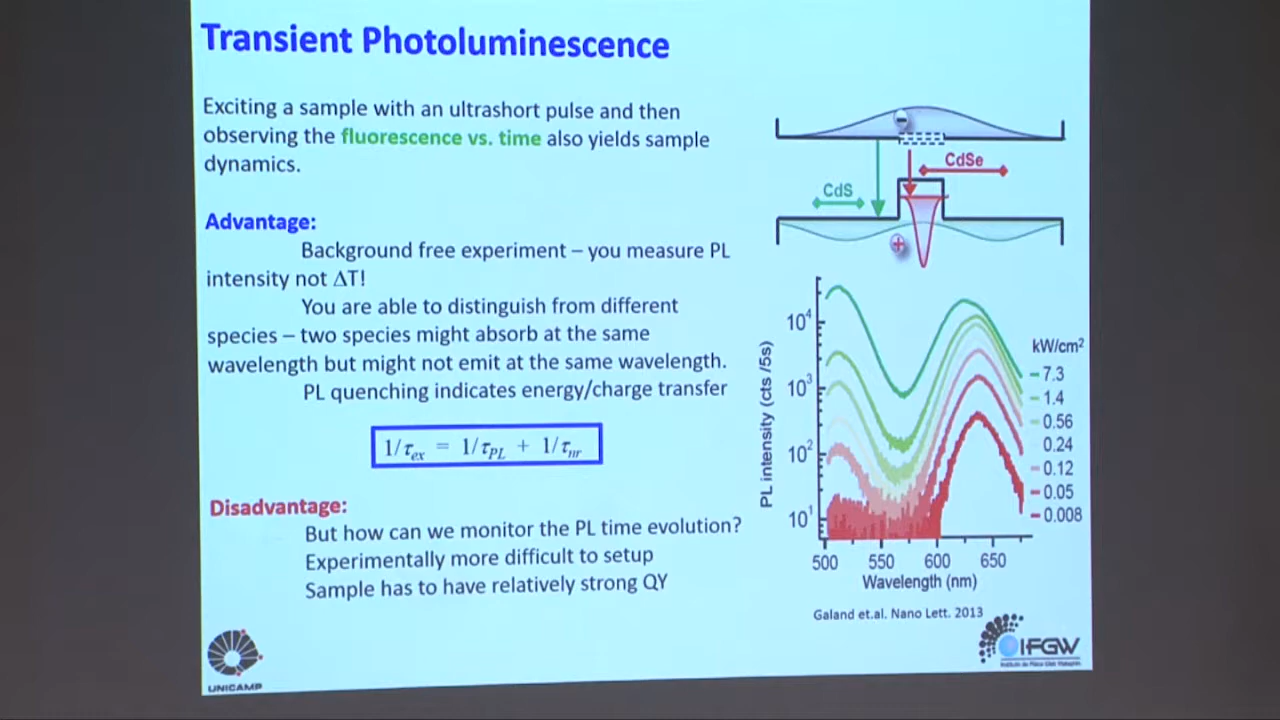 Transient Photoluminescence
Exciting a sample with an ultrashort pulse and then
observing the fluorescence vs. time also yields sample
dynamics.
Advantage:
Background free experiment – you measure PL
intensity not ΔT!
You are able to distinguish from different
species – two species might absorb at the same
wavelength but might not emit at the same wavelength.
PL quenching indicates energy/charge transfer
1/τex = 1/τPL + 1/τnr
Disadvantage:
But how can we monitor the PL time evolution?
Experimentally more difficult to setup
Sample has to have relatively strong QY
UNICAMP
−
CdSe
CdS
+
PL intensity (cts /5s)
10⁴
10³
10²
10¹
kW/cm²
7.3
1.4
0.56
0.24
0.12
0.05
0.008
500 550 600 650
Wavelength (nm)
Galand et.al. Nano Lett. 2013
IFGW